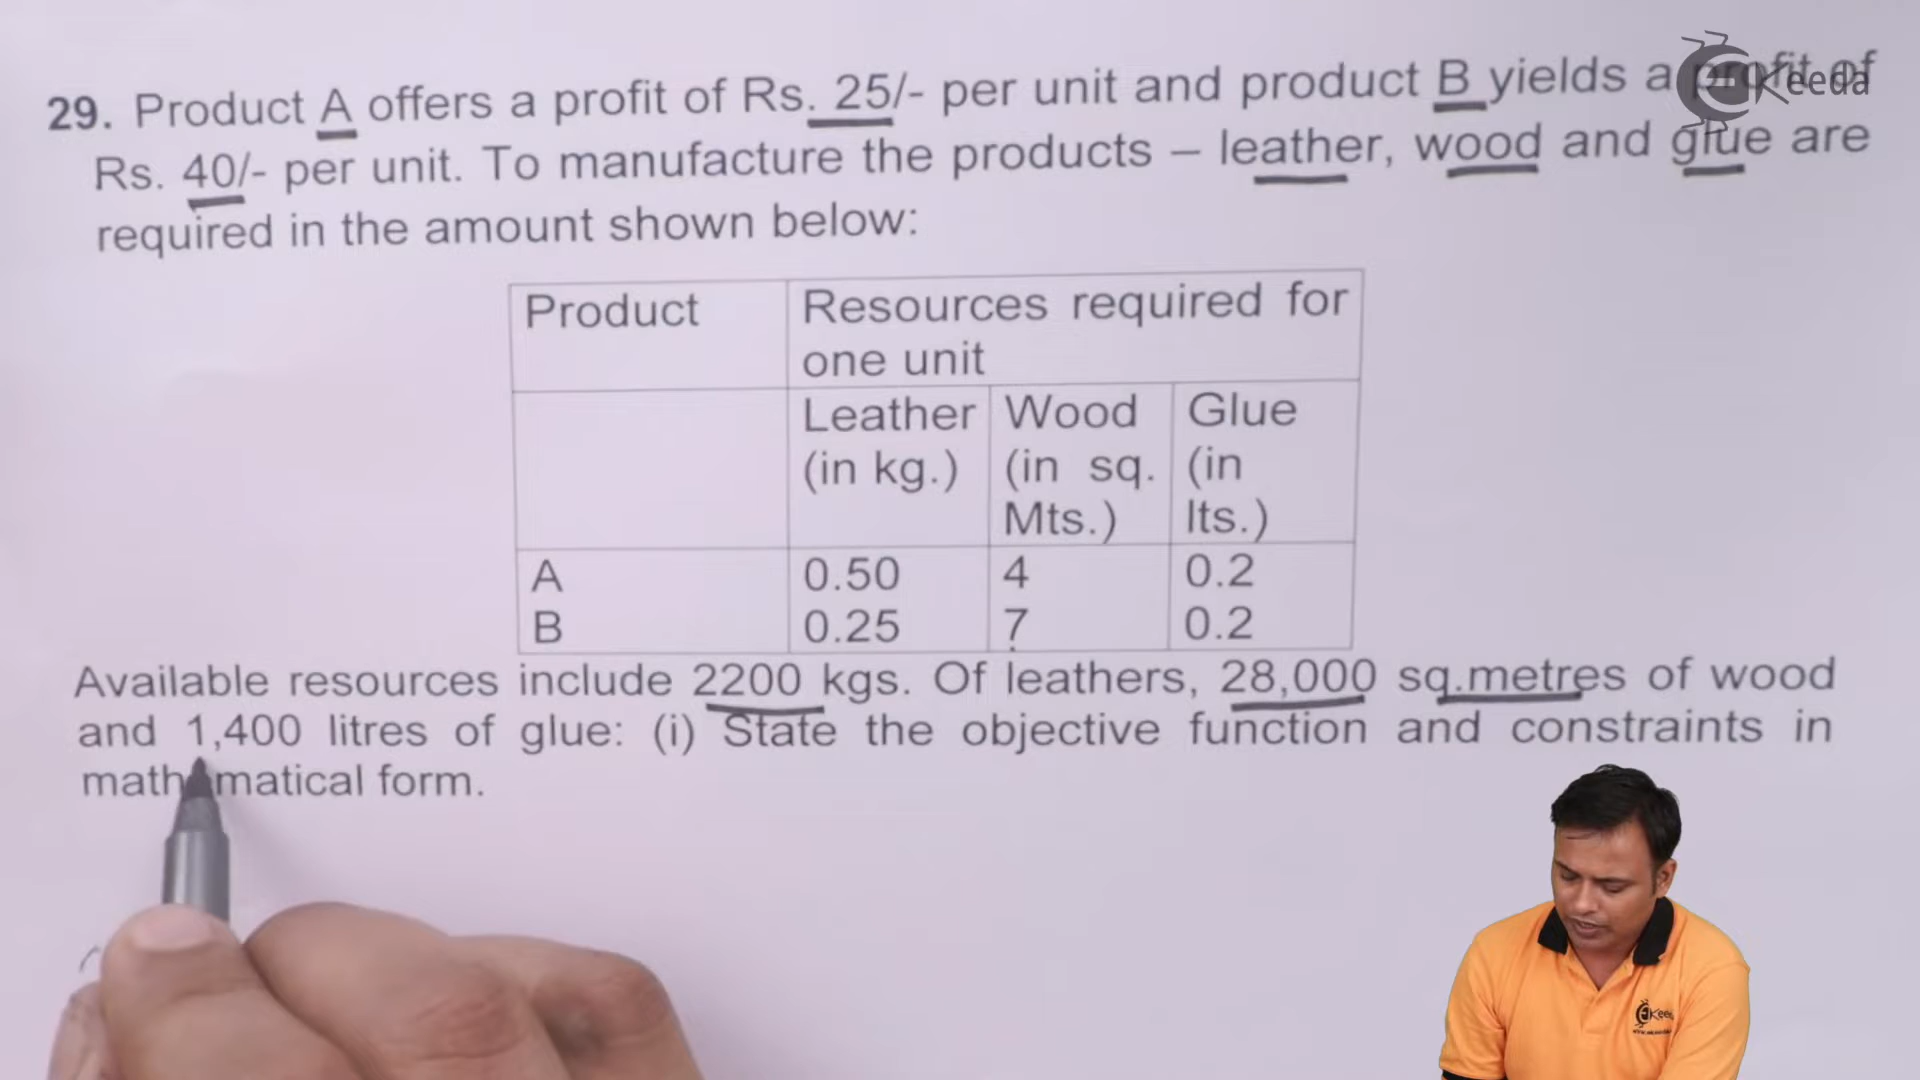 29. Product A offers a profit of Rs. 25/- per unit and product B yields a profit of
Rs. 40/- per unit. To manufacture the products – leather, wood and glue are
required in the amount shown below:
Product Resources required for
one unit
Leather Wood Glue
(in kg.) (in sq. (in
Mts.) lts.)
A 0.50 4 0.2
B 0.25 7 0.2
Available resources include 2200 kgs. Of leathers, 28,000 sq.metres of wood
and 1,400 litres of glue: (i) State the objective function and constraints in
mathematical form.
EKeeda
EKeeda